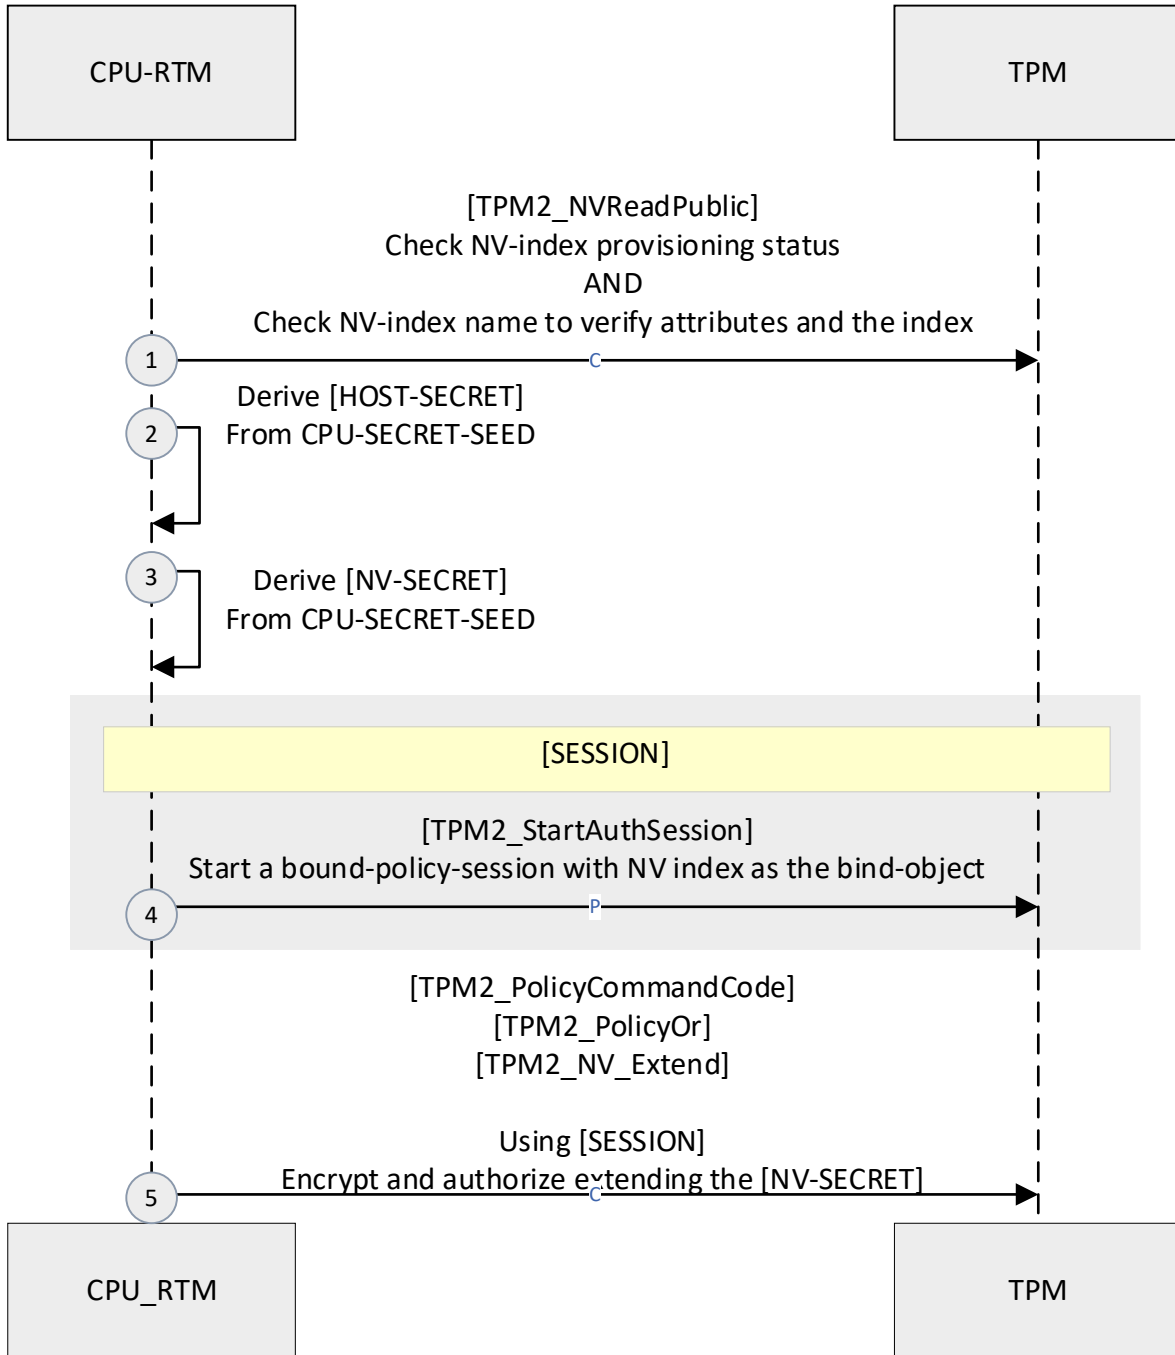 CPU-RTM
TPM
[TPM2_NVReadPublic]
Check NV-index provisioning status
AND
Check NV-index name to verify attributes and the index
1
C
Derive [HOST-SECRET]
2
From CPU-SECRET-SEED
3
Derive [NV-SECRET]
From CPU-SECRET-SEED
[SESSION]
[TPM2_StartAuthSession]
Start a bound-policy-session with NV index as the bind-object
4
P
[TPM2_PolicyCommandCode]
[TPM2_PolicyOr]
[TPM2_NV_Extend]
Using [SESSION]
Encrypt and authorize extending the [NV-SECRET]
5
C
CPU_RTM
TPM